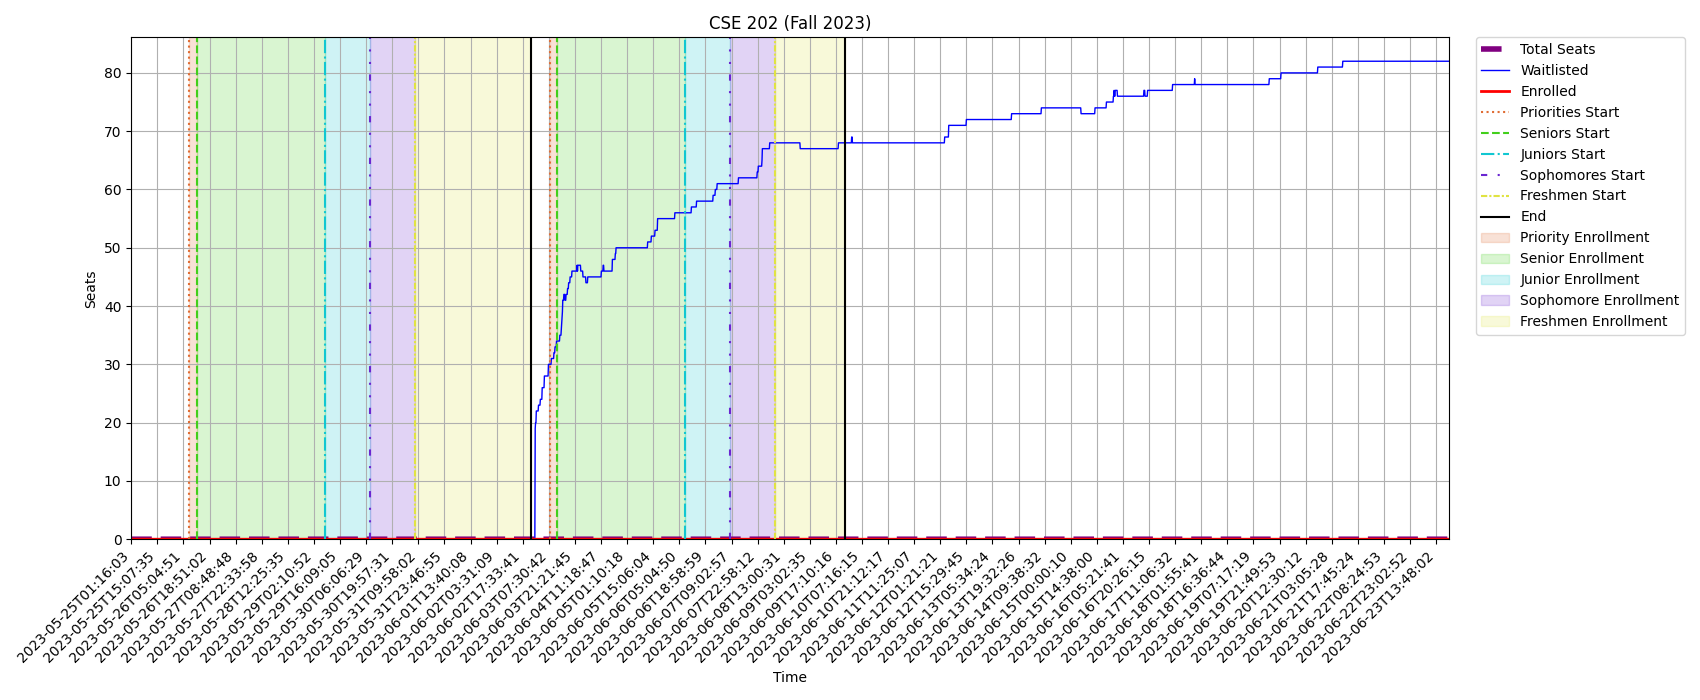 CSE 202 (Fall 2023)
Total Seats
Waitlisted
Enrolled
Priorities Start
Seniors Start
Juniors Start
Sophomores Start
Freshmen Start
End
Priority Enrollment
Senior Enrollment
Junior Enrollment
Sophomore Enrollment
Freshmen Enrollment
Seats
80
70
60
50
40
30
20
10
0
2023-05-25T01:16:03
2023-05-25T15:07:35
2023-05-26T05:04:51
2023-05-26T18:51:02
2023-05-27T08:48:48
2023-05-27T22:33:58
2023-05-28T12:25:35
2023-05-29T02:10:52
2023-05-29T16:09:05
2023-05-30T06:06:29
2023-05-30T19:57:31
2023-05-31T09:58:02
2023-05-31T23:46:55
2023-06-01T13:40:08
2023-06-02T03:31:09
2023-06-02T17:33:41
2023-06-03T07:30:42
2023-06-03T21:21:45
2023-06-04T11:18:47
2023-06-05T01:10:18
2023-06-05T15:06:04
2023-06-06T05:04:50
2023-06-06T18:58:59
2023-06-07T09:02:57
2023-06-07T22:58:12
2023-06-08T13:00:31
2023-06-09T03:02:35
2023-06-09T17:10:16
2023-06-10T07:16:15
2023-06-10T21:12:17
2023-06-11T11:25:07
2023-06-12T01:21:21
2023-06-12T15:29:45
2023-06-13T05:34:24
2023-06-13T19:32:26
2023-06-14T09:38:32
2023-06-15T00:00:10
2023-06-15T14:38:00
2023-06-16T05:21:41
2023-06-16T20:26:15
2023-06-17T11:06:32
2023-06-18T01:55:41
2023-06-18T16:36:44
2023-06-19T07:17:19
2023-06-19T21:49:53
2023-06-20T12:30:12
2023-06-21T03:05:28
2023-06-21T17:45:24
2023-06-22T08:24:53
2023-06-22T23:02:52
2023-06-23T13:48:02
Time